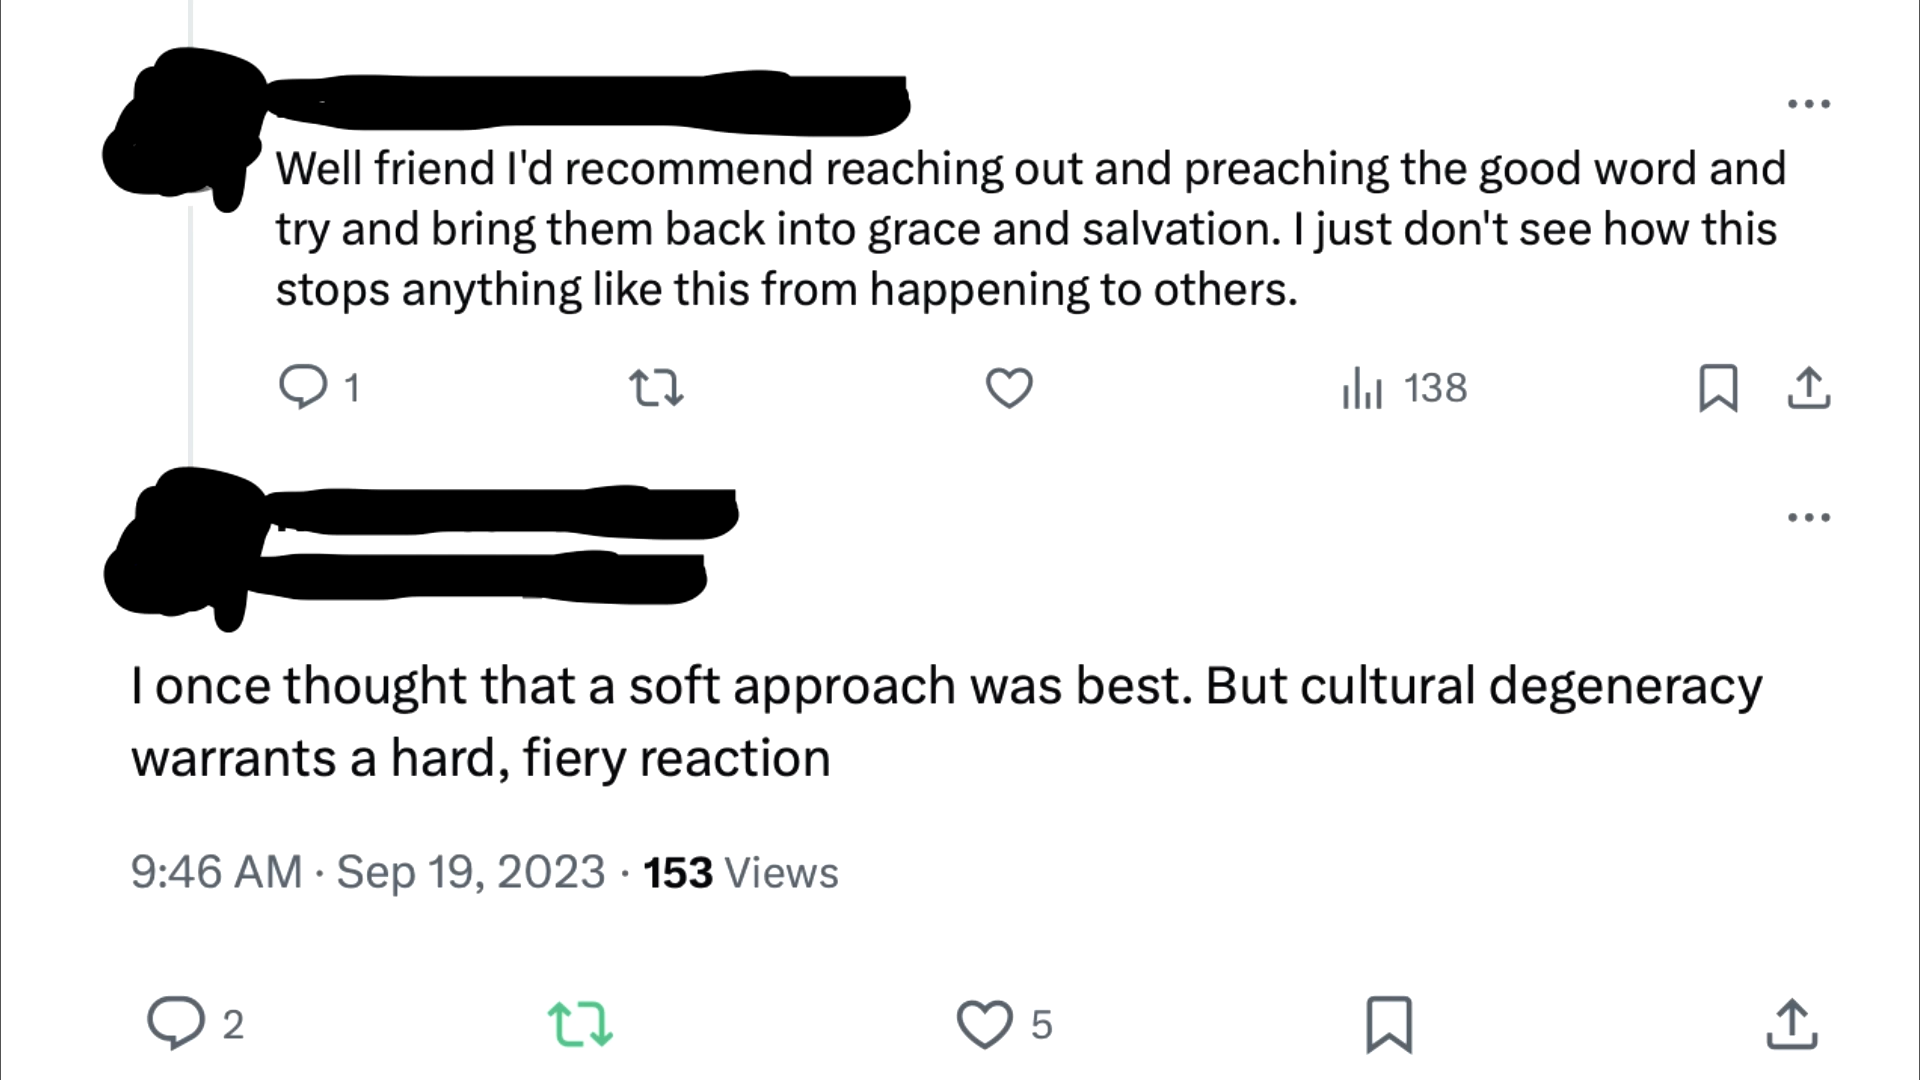 Well friend I'd recommend reaching out and preaching the good word and
try and bring them back into grace and salvation. I just don't see how this
stops anything like this from happening to others.
1
138
I once thought that a soft approach was best. But cultural degeneracy
warrants a hard, fiery reaction
9:46 AM · Sep 19, 2023 · 153 Views
2
5